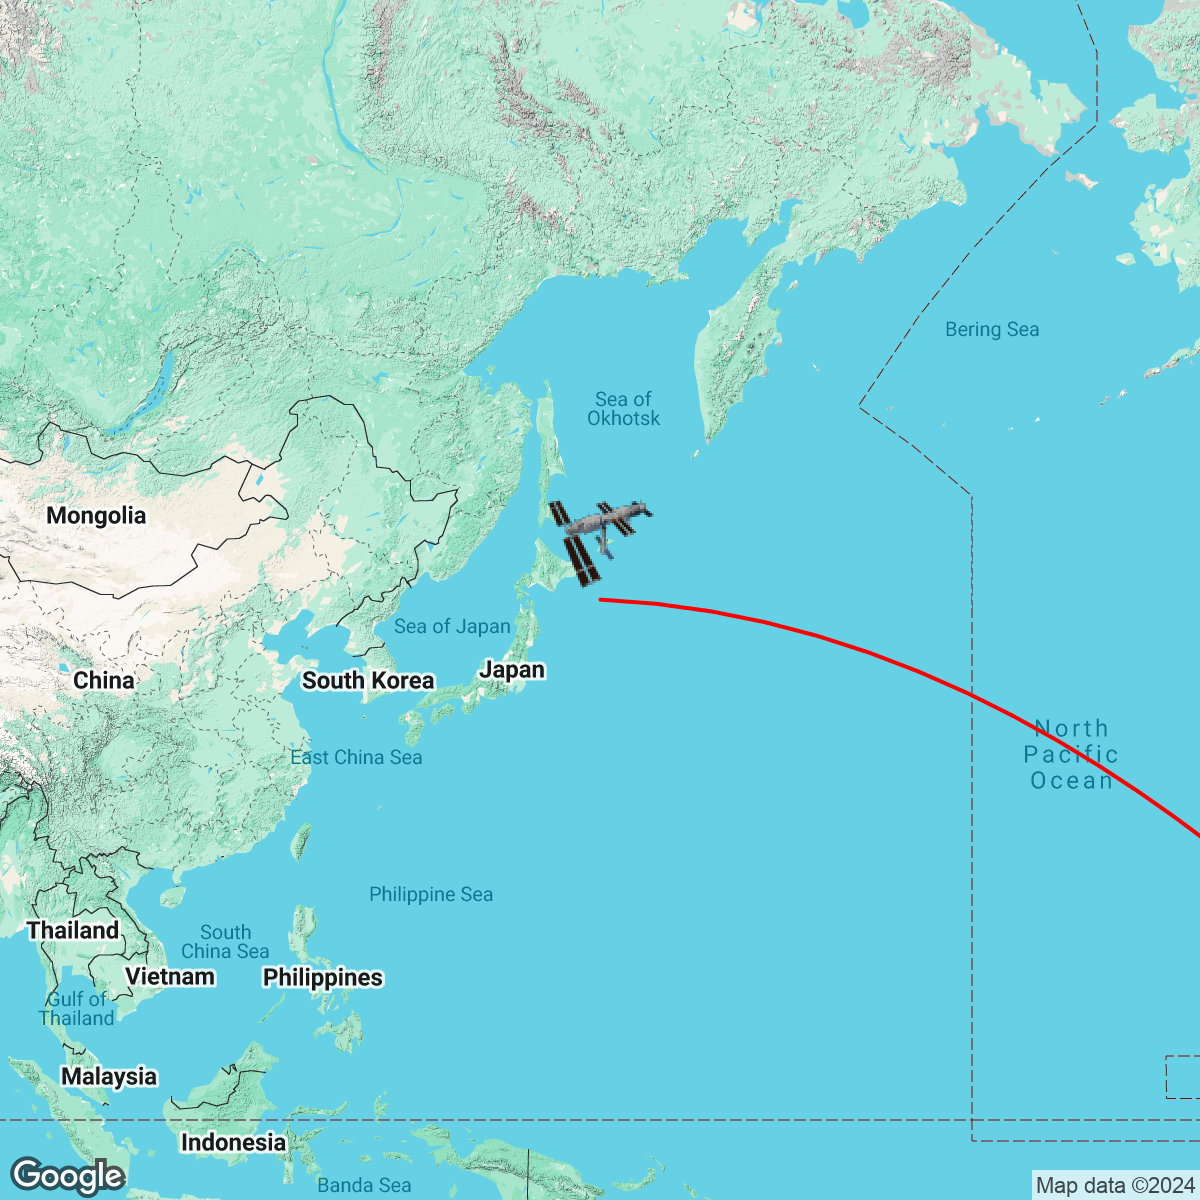 Bering Sea
Sea of
Okhotsk
Mongolia
Sea of Japan
Japan
China
South Korea
North
Pacific
Ocean
East China Sea
Philippine Sea
Thailand
South
China Sea
Vietnam
Philippines
Gulf of
Thailand
Malaysia
Indonesia
Banda Sea
Google
Map data ©2024